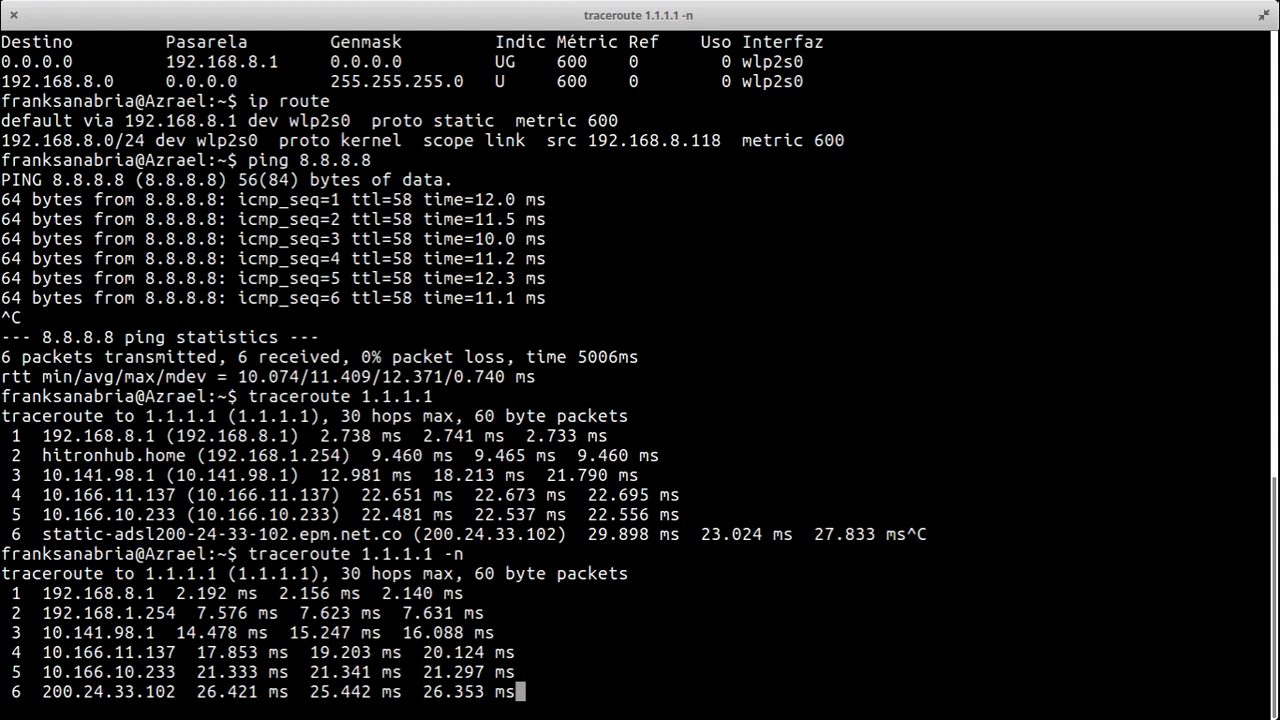 traceroute 1.1.1.1 -n
Destino Pasarela Genmask Indic Métric Ref Uso Interfaz
0.0.0.0 192.168.8.1 0.0.0.0 UG 600 0 0 wlp2s0
192.168.8.0 0.0.0.0 255.255.255.0 U 600 0 0 wlp2s0
franksanabria@Azrael:~$ ip route
default via 192.168.8.1 dev wlp2s0 proto static metric 600
192.168.8.0/24 dev wlp2s0 proto kernel scope link src 192.168.8.118 metric 600
franksanabria@Azrael:~$ ping 8.8.8.8
PING 8.8.8.8 (8.8.8.8) 56(84) bytes of data.
64 bytes from 8.8.8.8: icmp_seq=1 ttl=58 time=12.0 ms
64 bytes from 8.8.8.8: icmp_seq=2 ttl=58 time=11.5 ms
64 bytes from 8.8.8.8: icmp_seq=3 ttl=58 time=10.0 ms
64 bytes from 8.8.8.8: icmp_seq=4 ttl=58 time=11.2 ms
64 bytes from 8.8.8.8: icmp_seq=5 ttl=58 time=12.3 ms
64 bytes from 8.8.8.8: icmp_seq=6 ttl=58 time=11.1 ms
^C
--- 8.8.8.8 ping statistics ---
6 packets transmitted, 6 received, 0% packet loss, time 5006ms
rtt min/avg/max/mdev = 10.074/11.409/12.371/0.740 ms
franksanabria@Azrael:~$ traceroute 1.1.1.1
traceroute to 1.1.1.1 (1.1.1.1), 30 hops max, 60 byte packets
1 192.168.8.1 (192.168.8.1) 2.738 ms 2.741 ms 2.733 ms
2 hitronhub.home (192.168.1.254) 9.460 ms 9.465 ms 9.460 ms
3 10.141.98.1 (10.141.98.1) 12.981 ms 18.213 ms 21.790 ms
4 10.166.11.137 (10.166.11.137) 22.651 ms 22.673 ms 22.695 ms
5 10.166.10.233 (10.166.10.233) 22.481 ms 22.537 ms 22.556 ms
6 static-adsl200-24-33-102.epm.net.co (200.24.33.102) 29.898 ms 23.024 ms 27.833 ms^C
franksanabria@Azrael:~$ traceroute 1.1.1.1 -n
traceroute to 1.1.1.1 (1.1.1.1), 30 hops max, 60 byte packets
1 192.168.8.1 2.192 ms 2.156 ms 2.140 ms
2 192.168.1.254 7.576 ms 7.623 ms 7.631 ms
3 10.141.98.1 14.478 ms 15.247 ms 16.088 ms
4 10.166.11.137 17.853 ms 19.203 ms 20.124 ms
5 10.166.10.233 21.333 ms 21.341 ms 21.297 ms
6 200.24.33.102 26.421 ms 25.442 ms 26.353 ms